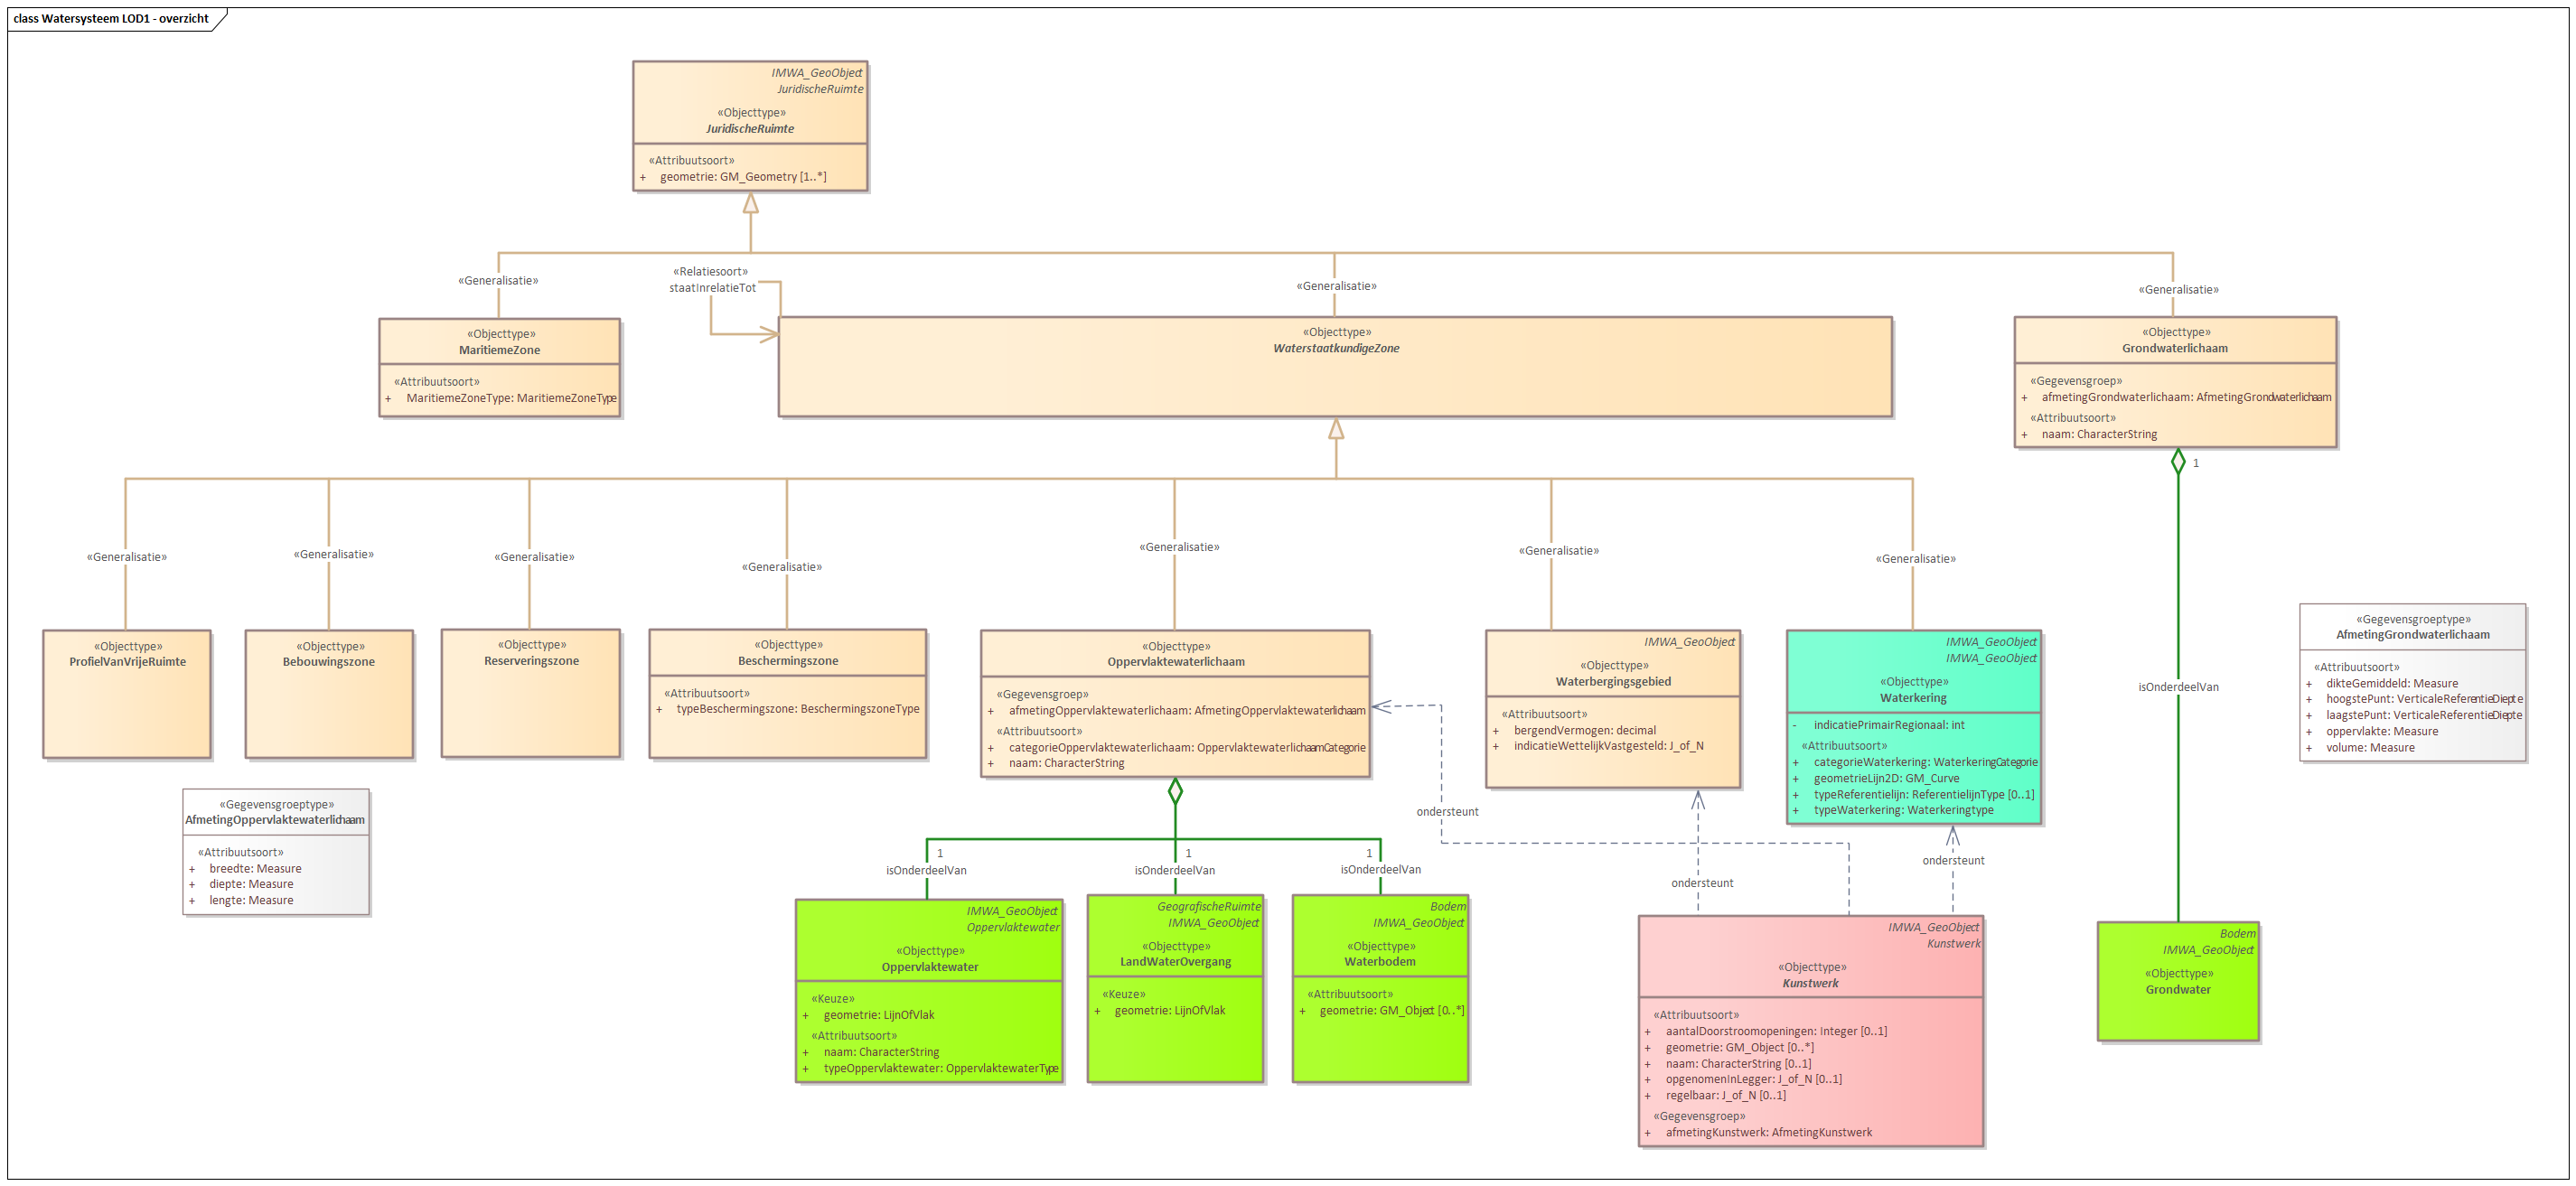 class Watersysteem LOD1 - overzicht
IMWA_GeoObject
JuridischeRuimte
«Objecttype»
JuridischeRuimte
«Attribuutsoort»
+ geometrie: GM_Geometry [1..*]
«Generalisatie»
«Relatiesoort»
staatInrelatieTot
«Generalisatie»
«Generalisatie»
«Objecttype»
MaritiemeZone
«Attribuutsoort»
+ MaritiemeZoneType: MaritiemeZoneType
«Objecttype»
WaterstaatkundigeZone
«Objecttype»
Grondwaterlichaam
«Gegevensgroep»
+ afmetingGrondwaterlichaam: AfmetingGrondwaterlichaam
«Attribuutsoort»
+ naam: CharacterString
1
isOnderdeelVan
«Generalisatie»
«Generalisatie»
«Generalisatie»
«Generalisatie»
«Generalisatie»
«Generalisatie»
«Generalisatie»
«Objecttype»
ProfielVanVrijeRuimte
«Objecttype»
Bebouwingszone
«Objecttype»
Reserveringszone
«Objecttype»
Beschermingszone
«Attribuutsoort»
+ typeBeschermingszone: BeschermingszoneType
«Objecttype»
Oppervlaktewaterlichaam
«Gegevensgroep»
+ afmetingOppervlaktewaterlichaam: AfmetingOppervlaktewaterlichaam
«Attribuutsoort»
+ categorieOppervlaktewaterlichaam: OppervlaktewaterlichaamCategorie
+ naam: CharacterString
IMWA_GeoObject
«Objecttype»
Waterbergingsgebied
«Attribuutsoort»
+ bergendVermogen: decimal
+ indicatieWettelijkVastgesteld: J_of_N
IMWA_GeoObject
IMWA_GeoObject
«Objecttype»
Waterkering
- indicatiePrimairRegionaal: int
«Attribuutsoort»
+ categorieWaterkering: WaterkeringCategorie
+ geometrieLijn2D: GM_Curve
+ typeReferentielijn: ReferentielijnType [0..1]
+ typeWaterkering: Waterkeringtype
«Gegevensgroeptype»
AfmetingGrondwaterlichaam
«Attribuutsoort»
+ dikteGemiddeld: Measure
+ hoogstePunt: VerticaleReferentieDiepte
+ laagstePunt: VerticaleReferentieDiepte
+ oppervlakte: Measure
+ volume: Measure
«Gegevensgroeptype»
AfmetingOppervlaktewaterlichaam
«Attribuutsoort»
+ breedte: Measure
+ diepte: Measure
+ lengte: Measure
1
isOnderdeelVan
1
isOnderdeelVan
1
isOnderdeelVan
ondersteunt
ondersteunt
ondersteunt
IMWA_GeoObject
Oppervlaktewater
«Objecttype»
Oppervlaktewater
«Keuze»
+ geometrie: LijnOfVlak
«Attribuutsoort»
+ naam: CharacterString
+ typeOppervlaktewater: OppervlaktewaterType
GeografischeRuimte
IMWA_GeoObject
«Objecttype»
LandWaterOvergang
«Keuze»
+ geometrie: LijnOfVlak
Bodem
IMWA_GeoObject
«Objecttype»
Waterbodem
«Attribuutsoort»
+ geometrie: GM_Object [0..*]
IMWA_GeoObject
Kunstwerk
«Objecttype»
Kunstwerk
«Attribuutsoort»
+ aantalDoorstroomopeningen: Integer [0..1]
+ geometrie: GM_Object [0..*]
+ naam: CharacterString [0..1]
+ opgenomenInLegger: J_of_N [0..1]
+ regelbaar: J_of_N [0..1]
«Gegevensgroep»
+ afmetingKunstwerk: AfmetingKunstwerk
Bodem
IMWA_GeoObject
«Objecttype»
Grondwater